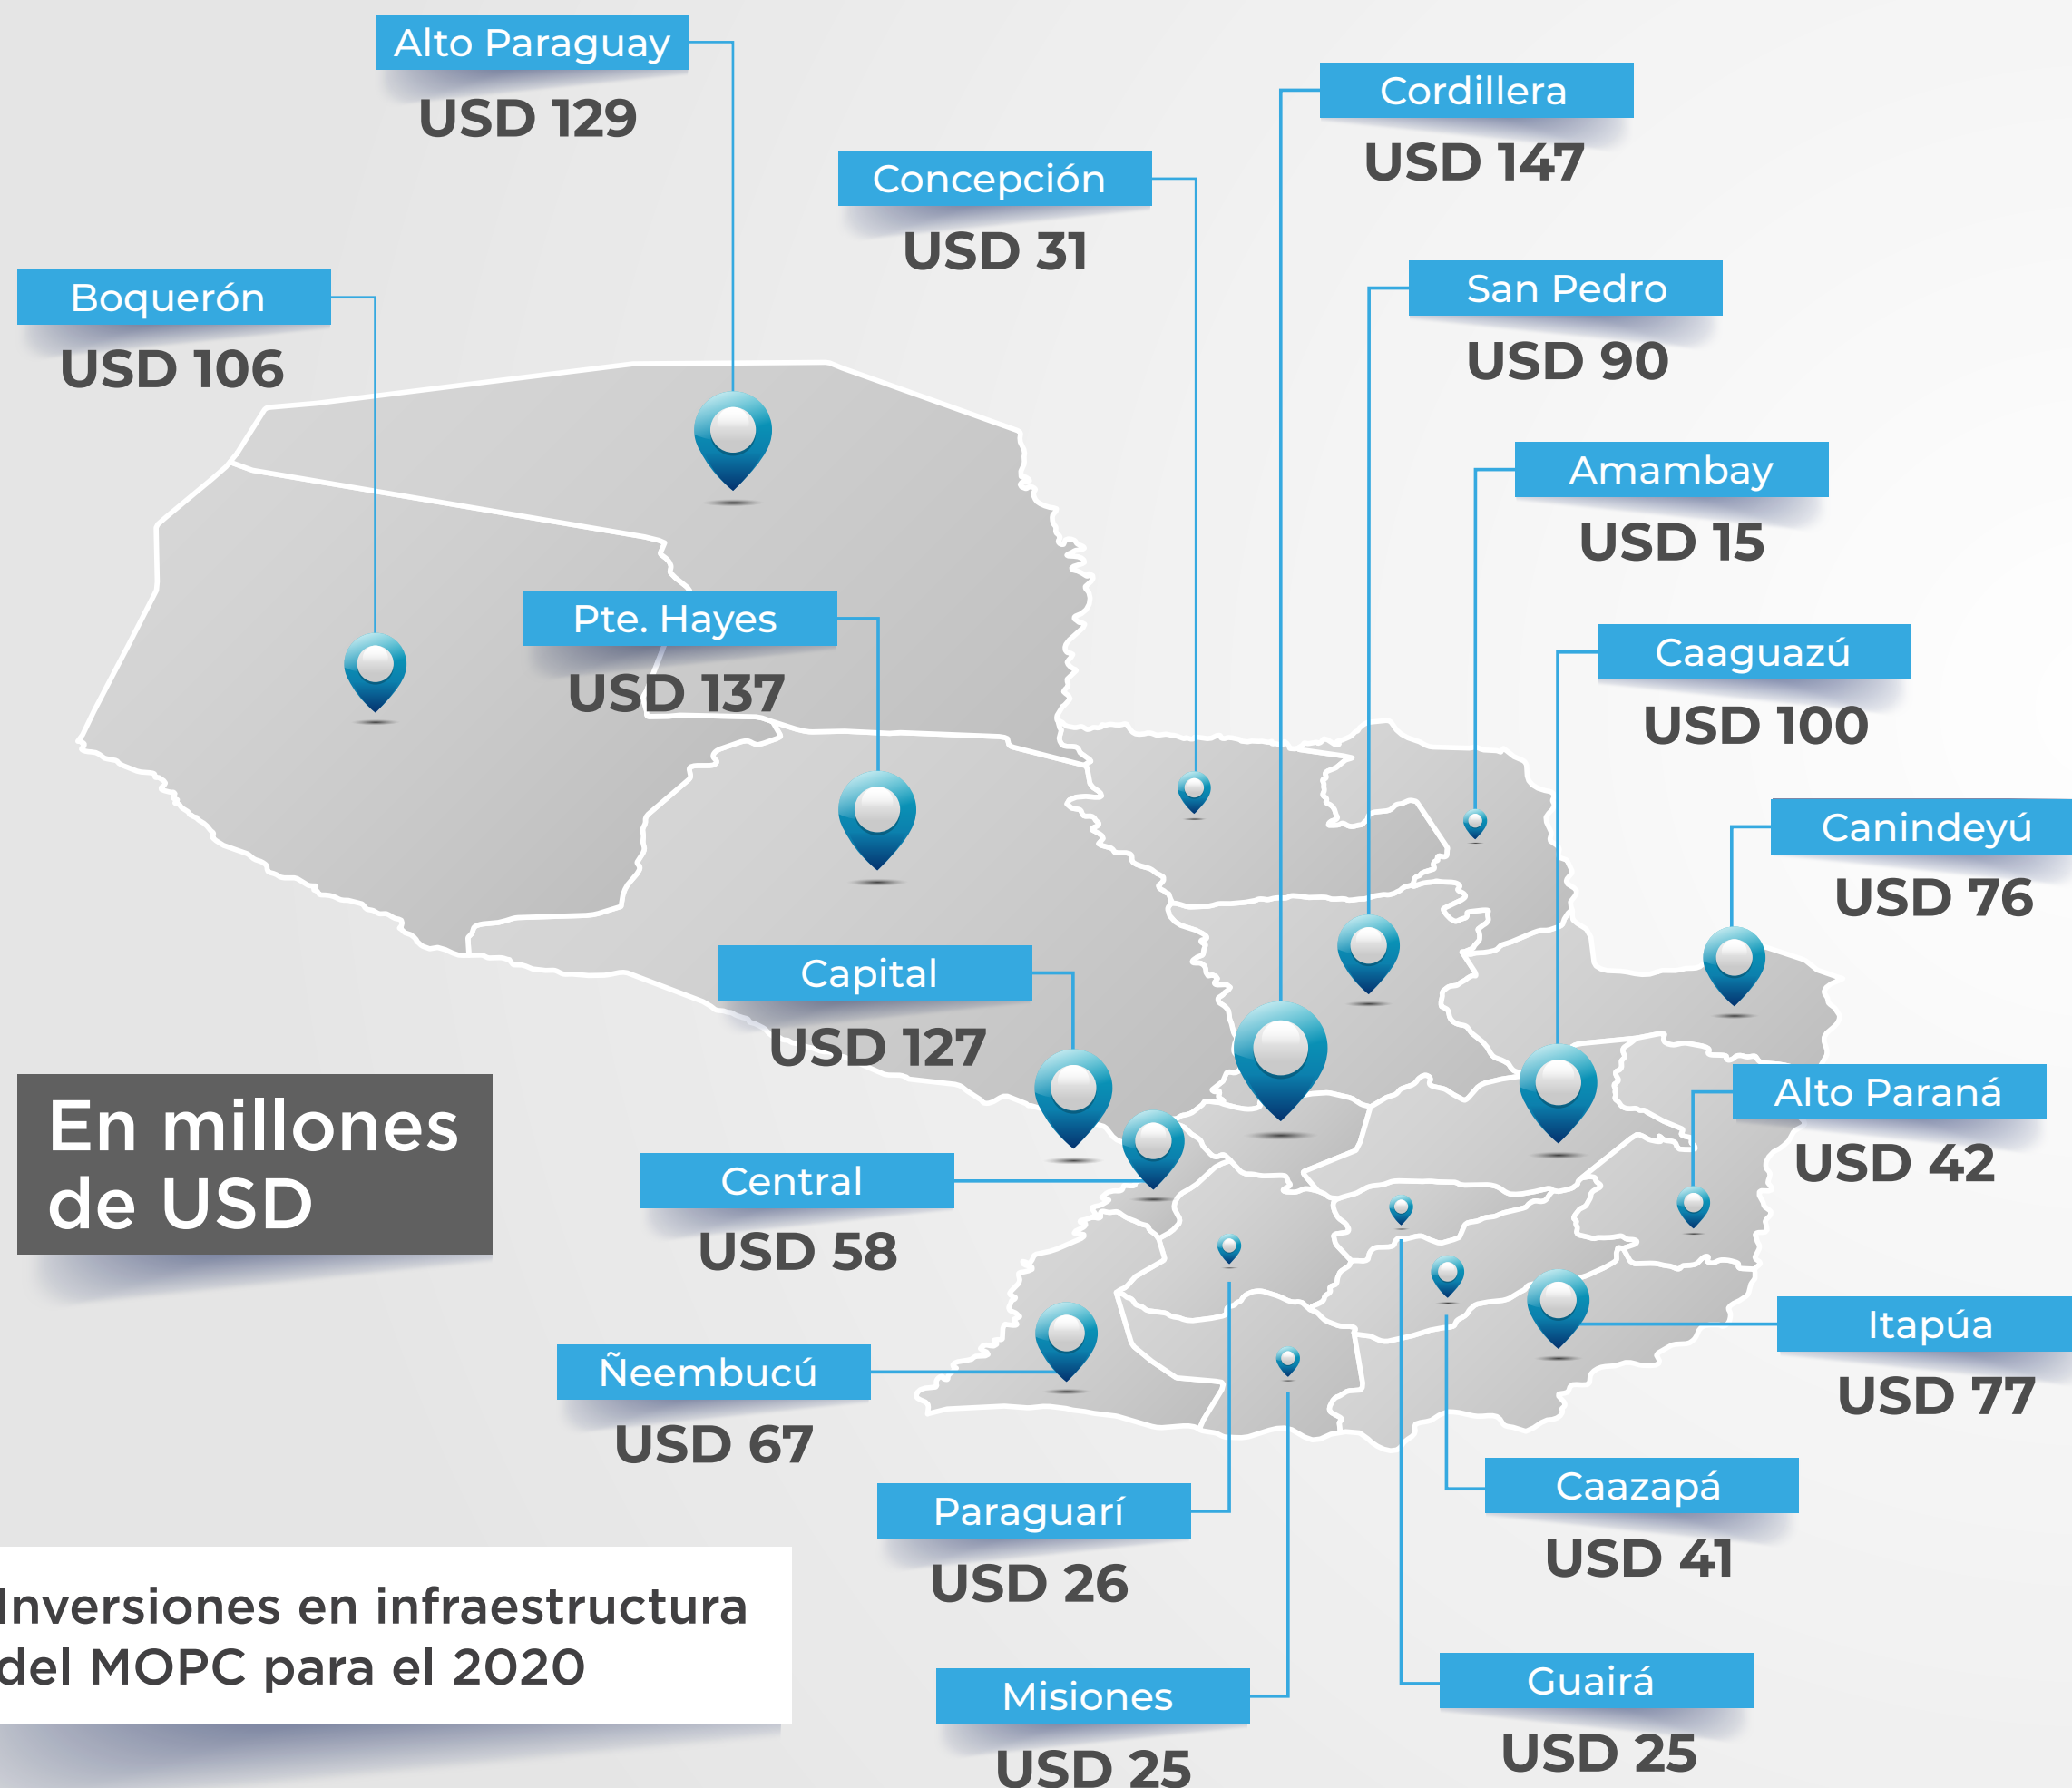 Alto Paraguay
USD 129
Cordillera
USD 147
Concepción
USD 31
Boquerón
USD 106
San Pedro
USD 90
Amambay
USD 15
Pte. Hayes
USD 137
Caaguazú
USD 100
Canindeyú
USD 76
Capital
USD 127
Alto Paraná
USD 42
En millones
de USD
Central
USD 58
Itapúa
USD 77
Ñeembucú
USD 67
Paraguarí
USD 26
Caazapá
USD 41
Inversiones en infraestructura
del MOPC para el 2020
Misiones
USD 25
Guairá
USD 25